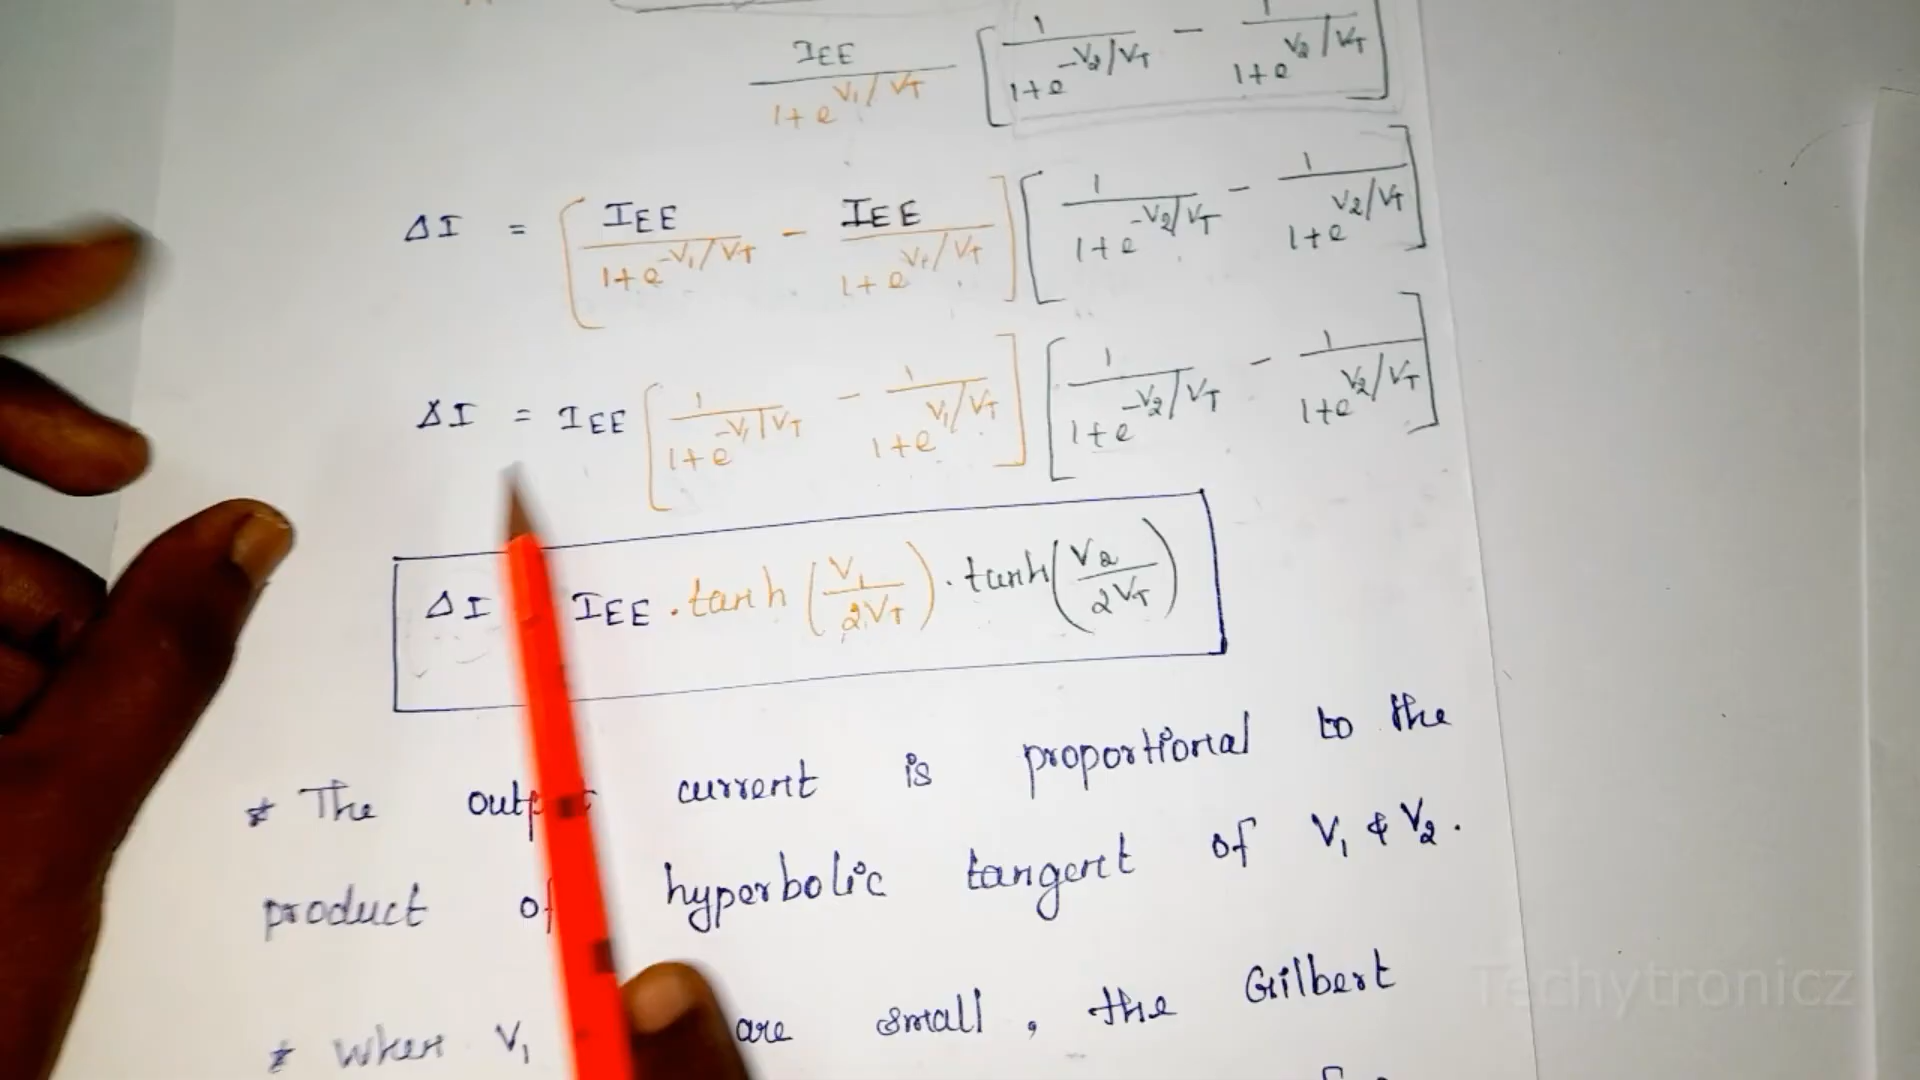 IEE / 1+e^V1/VT [1 / 1+e^-V2/VT - 1 / 1+e^V2/VT]
ΔI = [IEE / 1+e^-V1/VT - IEE / 1+e^V1/VT] [1 / 1+e^-V2/VT - 1 / 1+e^V2/VT]
ΔI = IEE [1 / 1+e^-V1/VT - 1 / 1+e^V1/VT] [1 / 1+e^-V2/VT - 1 / 1+e^V2/VT]
ΔI IEE . tanh (V1 / 2VT) . tanh (V2 / 2VT)
* The output current is proportional to the
product of hyperbolic tangent of V1 & V2 .
* When V1 are small , the Gilbert
Techytronicz